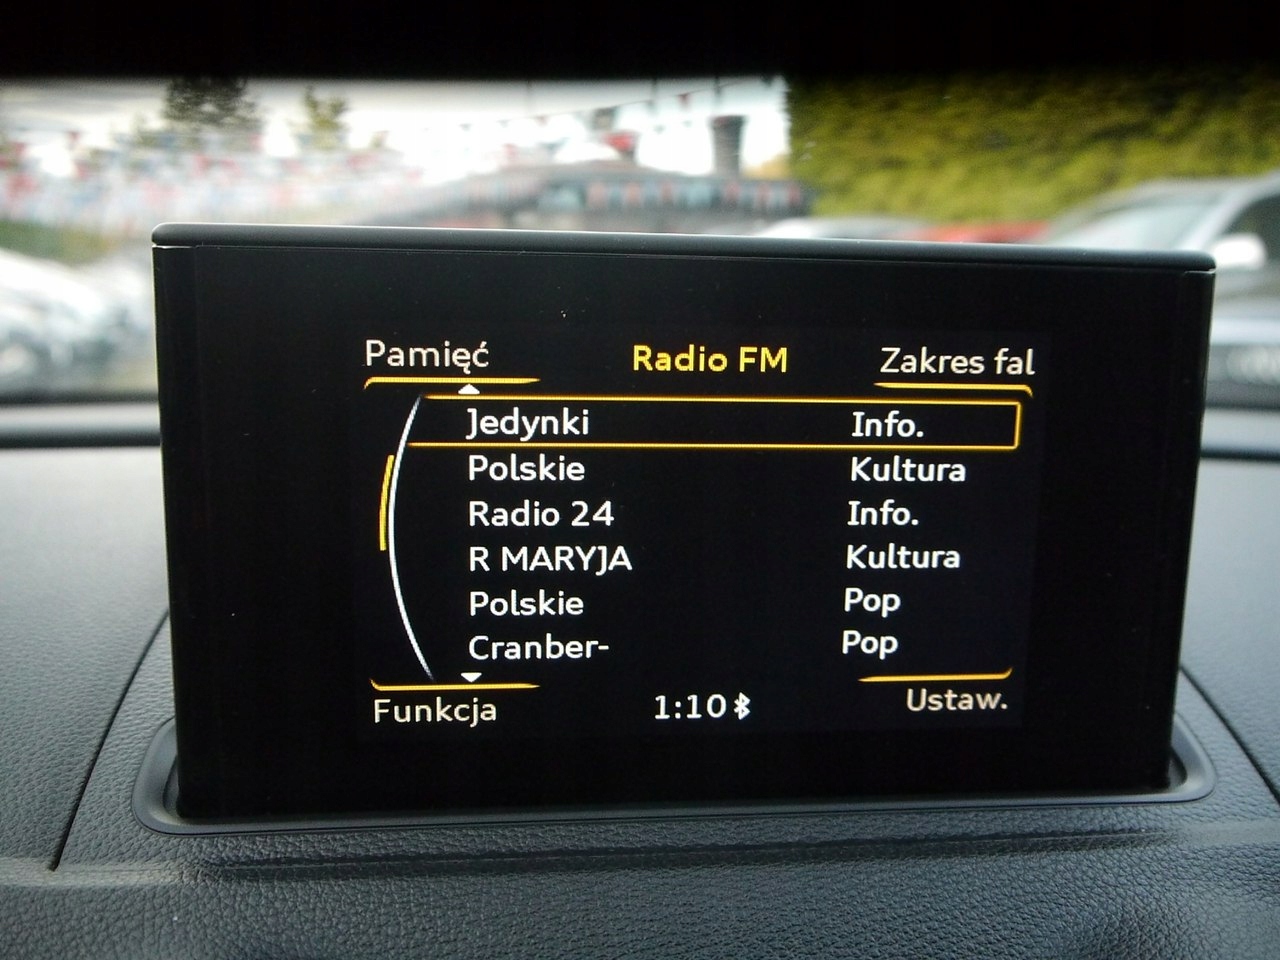 Pamięć Radio FM Zakres fal
Jedynki Info.
Polskie Kultura
Radio 24 Info.
R MARYJA Kultura
Polskie Pop
Cranber- Pop
Funkcja 1:10 Ustaw.